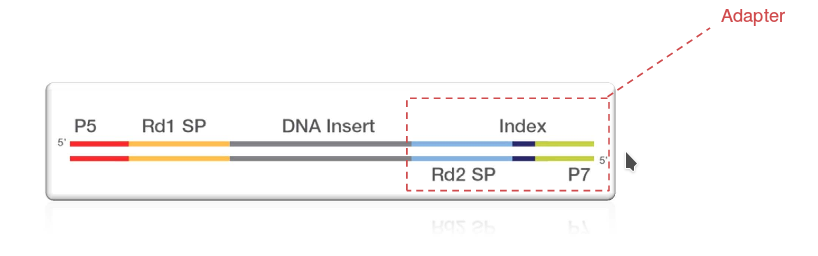 Adapter
P5 Rd1 SP DNA Insert Index
5'
5'
Rd2 SP P7